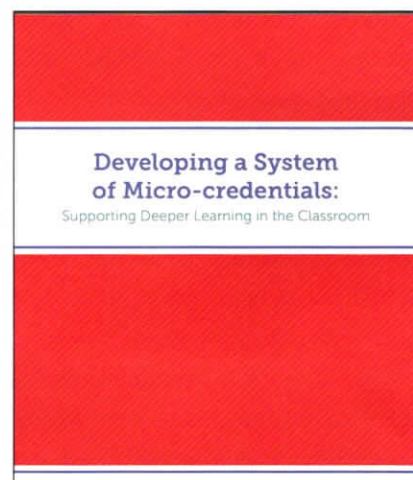 Developing a System
of Micro-credentials:
Supporting Deeper Learning in the Classroom